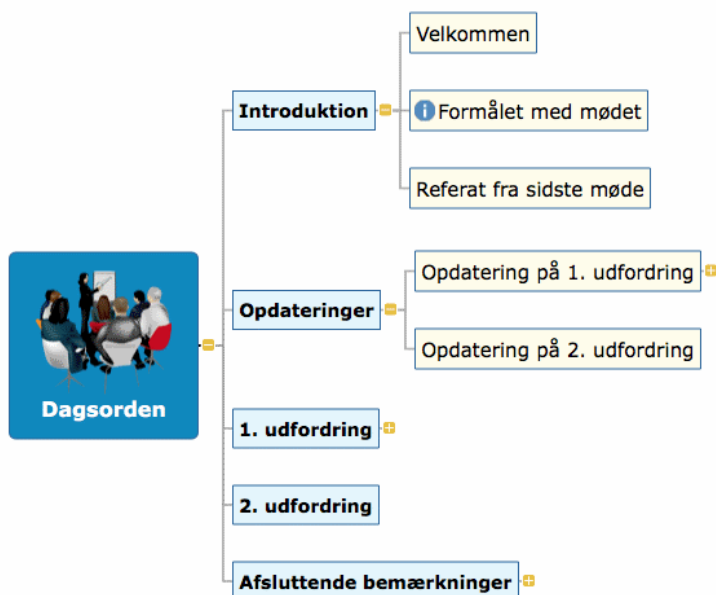 Dagsorden
Introduktion
Velkommen
Formålet med mødet
Referat fra sidste møde
Opdateringer
Opdatering på 1. udfordring
Opdatering på 2. udfordring
1. udfordring
2. udfordring
Afsluttende bemærkninger